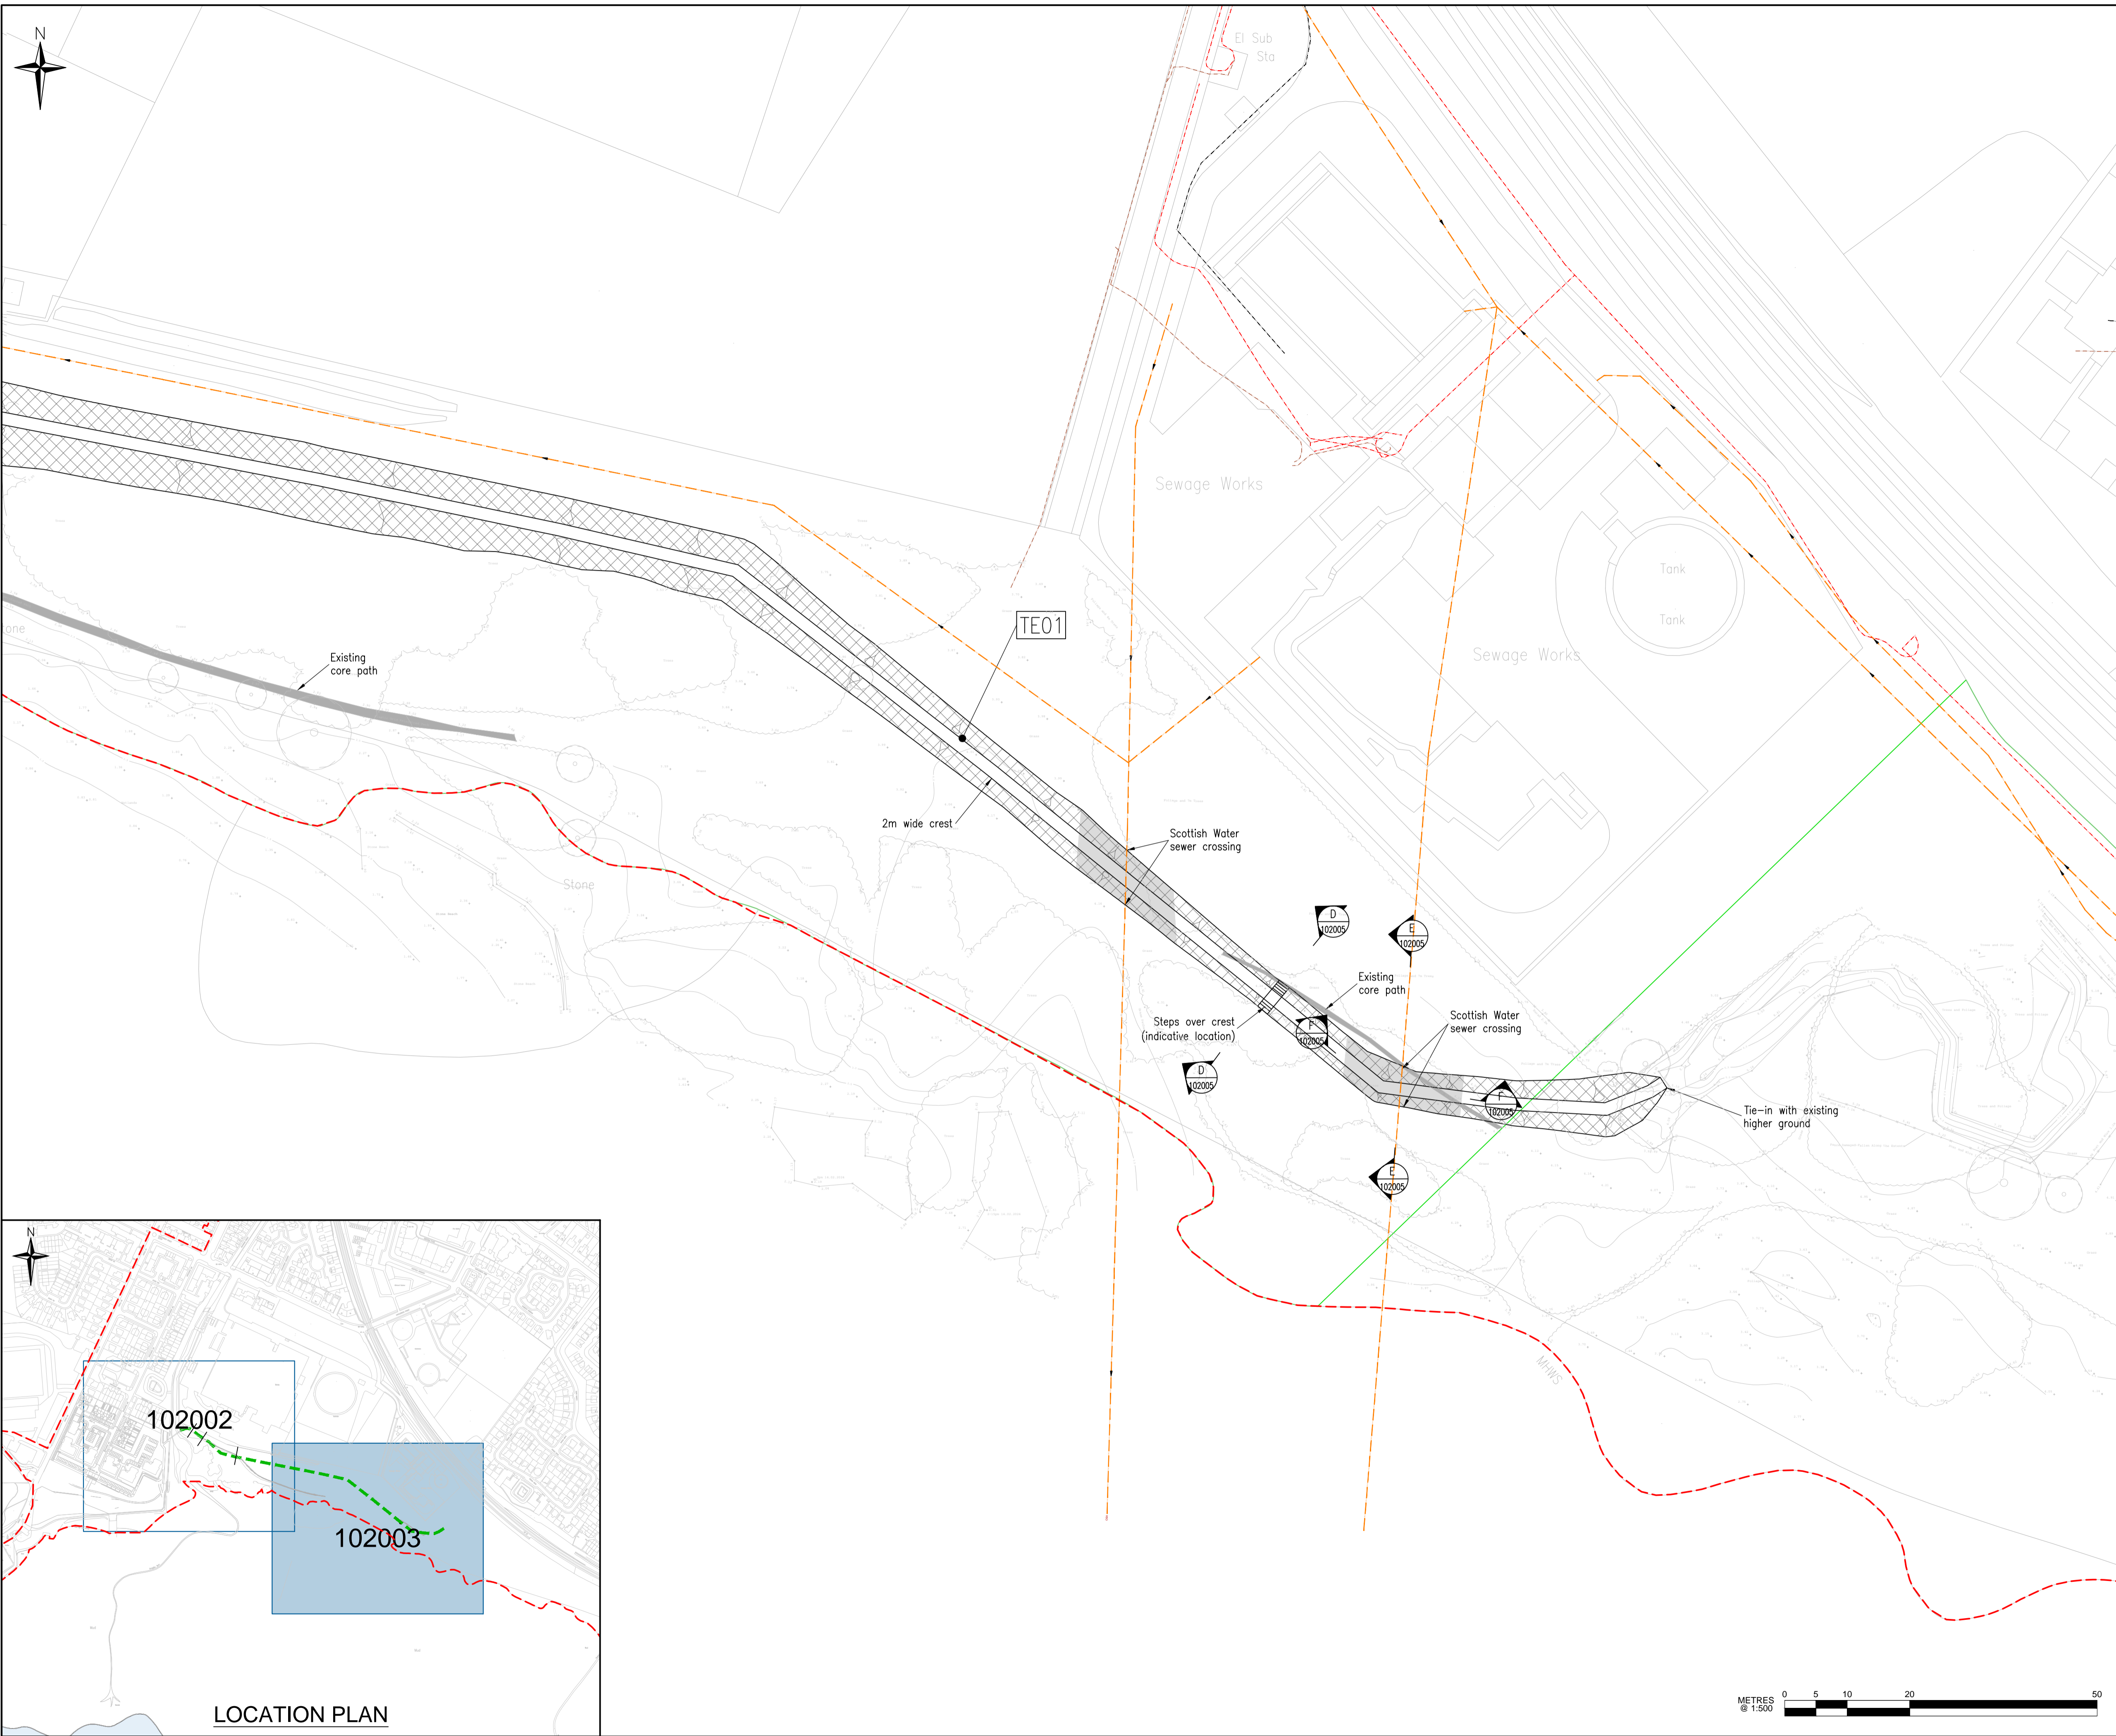 N
El Sub
Sta
Sewage Works
Tank
Tank
TE01
Sewage Works
Existing
core path
2m wide crest
Scottish Water
sewer crossing
Stone
D
102005
E
102005
Existing
core path
Steps over crest
(indicative location)
F
102005
Scottish Water
sewer crossing
D
102005
F
102005
Tie-in with existing
higher ground
E
102005
MHWS
N
102002
102003
LOCATION PLAN
METRES
@ 1:500
0 5 10 20 50